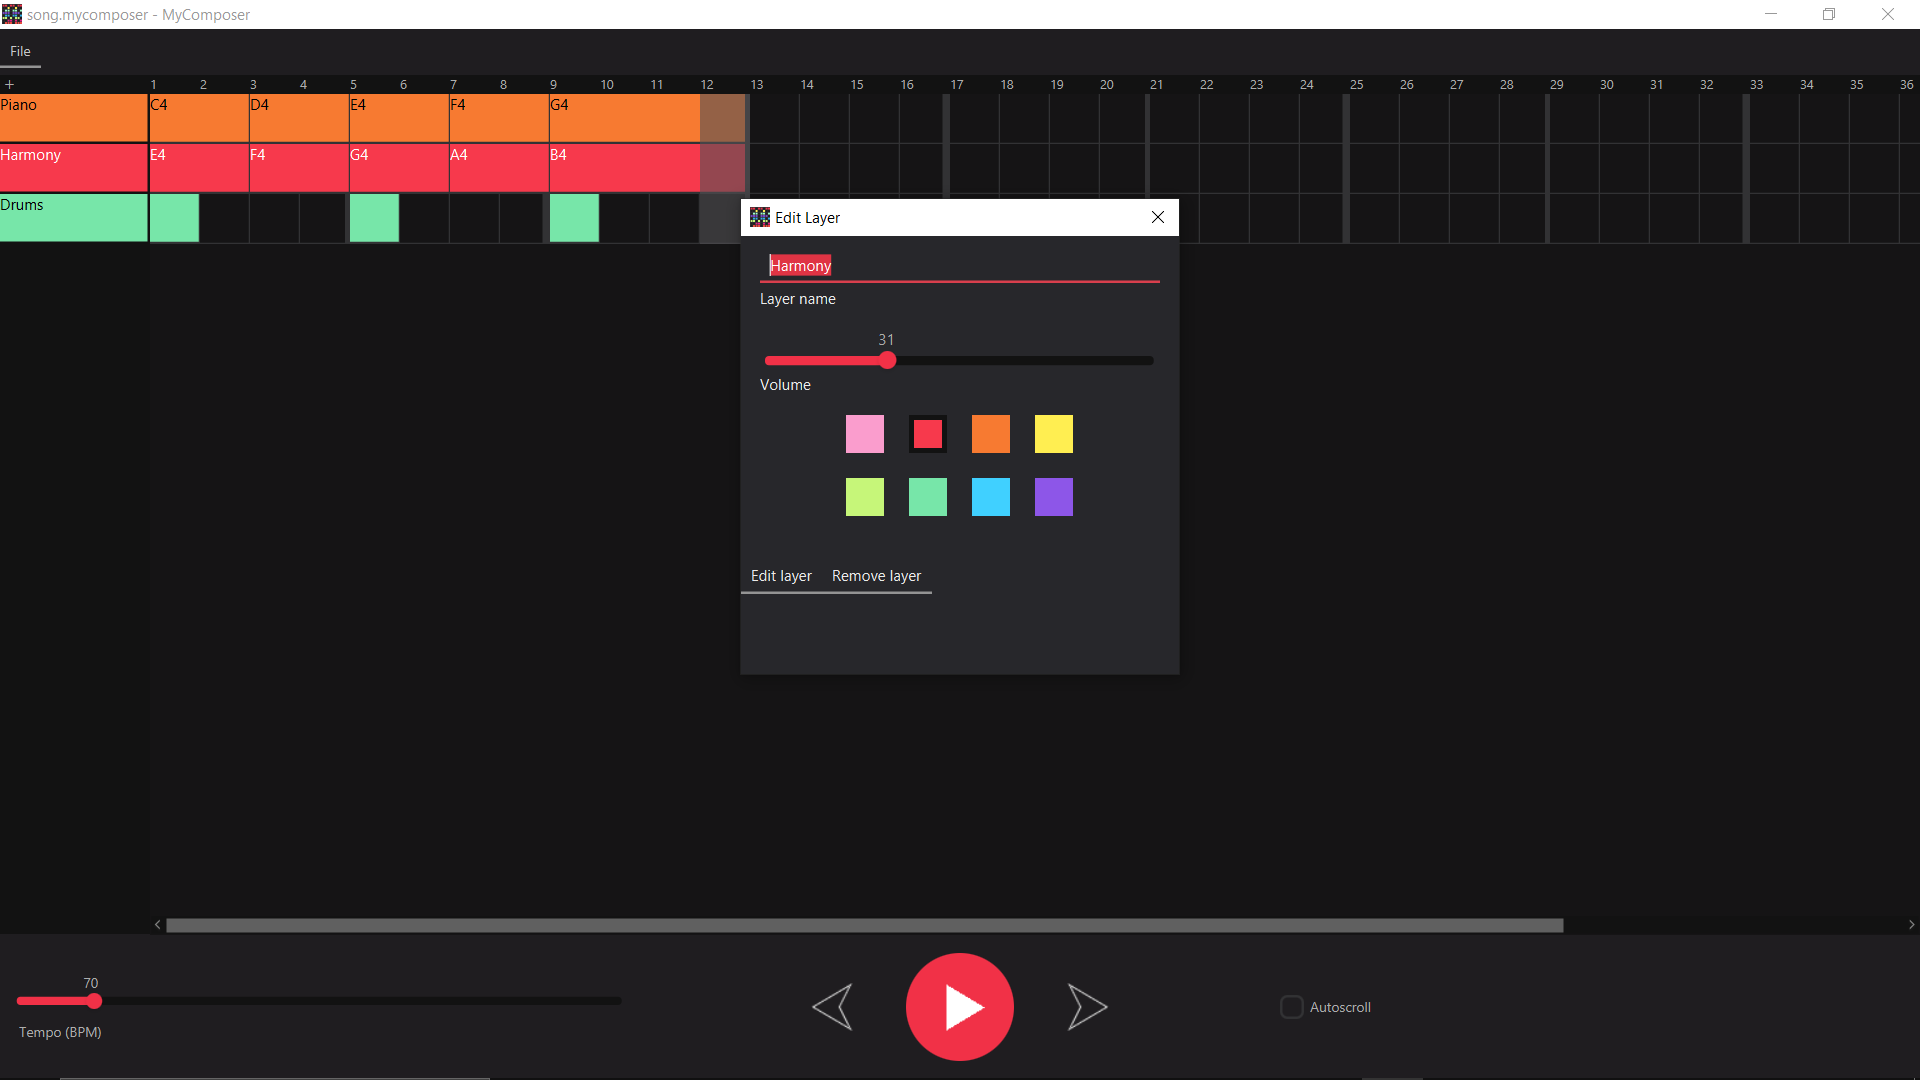 song.mycomposer - MyComposer
File
+ 1 2 3 4 5 6 7 8 9 10 11 12 13 14 15 16 17 18 19 20 21 22 23 24 25 26 27 28 29 30 31 32 33 34 35 36
Piano C4 D4 E4 F4 G4
Harmony E4 F4 G4 A4 B4
Drums
Edit Layer
Harmony
Layer name
31
Volume
Edit layer Remove layer
70
Tempo (BPM)
Autoscroll